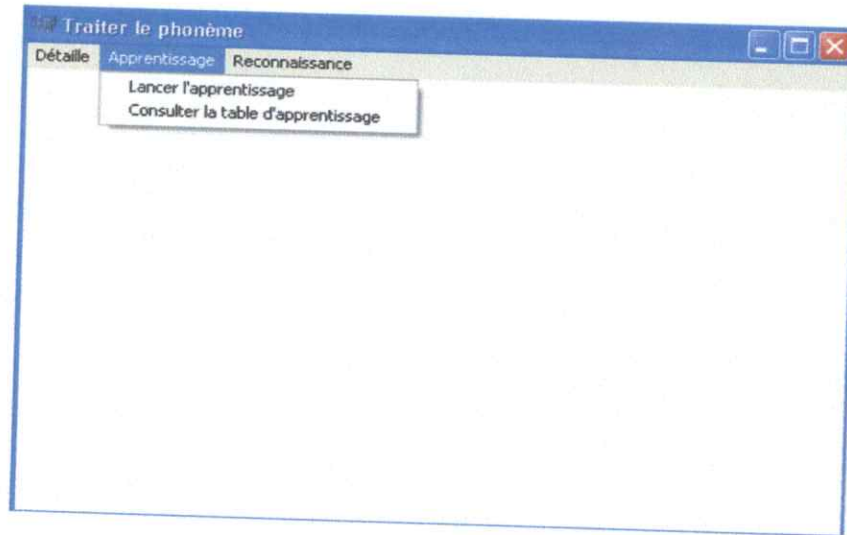 Traiter le phonème
Détaille Apprentissage Reconnaissance
Lancer l'apprentissage
Consulter la table d'apprentissage